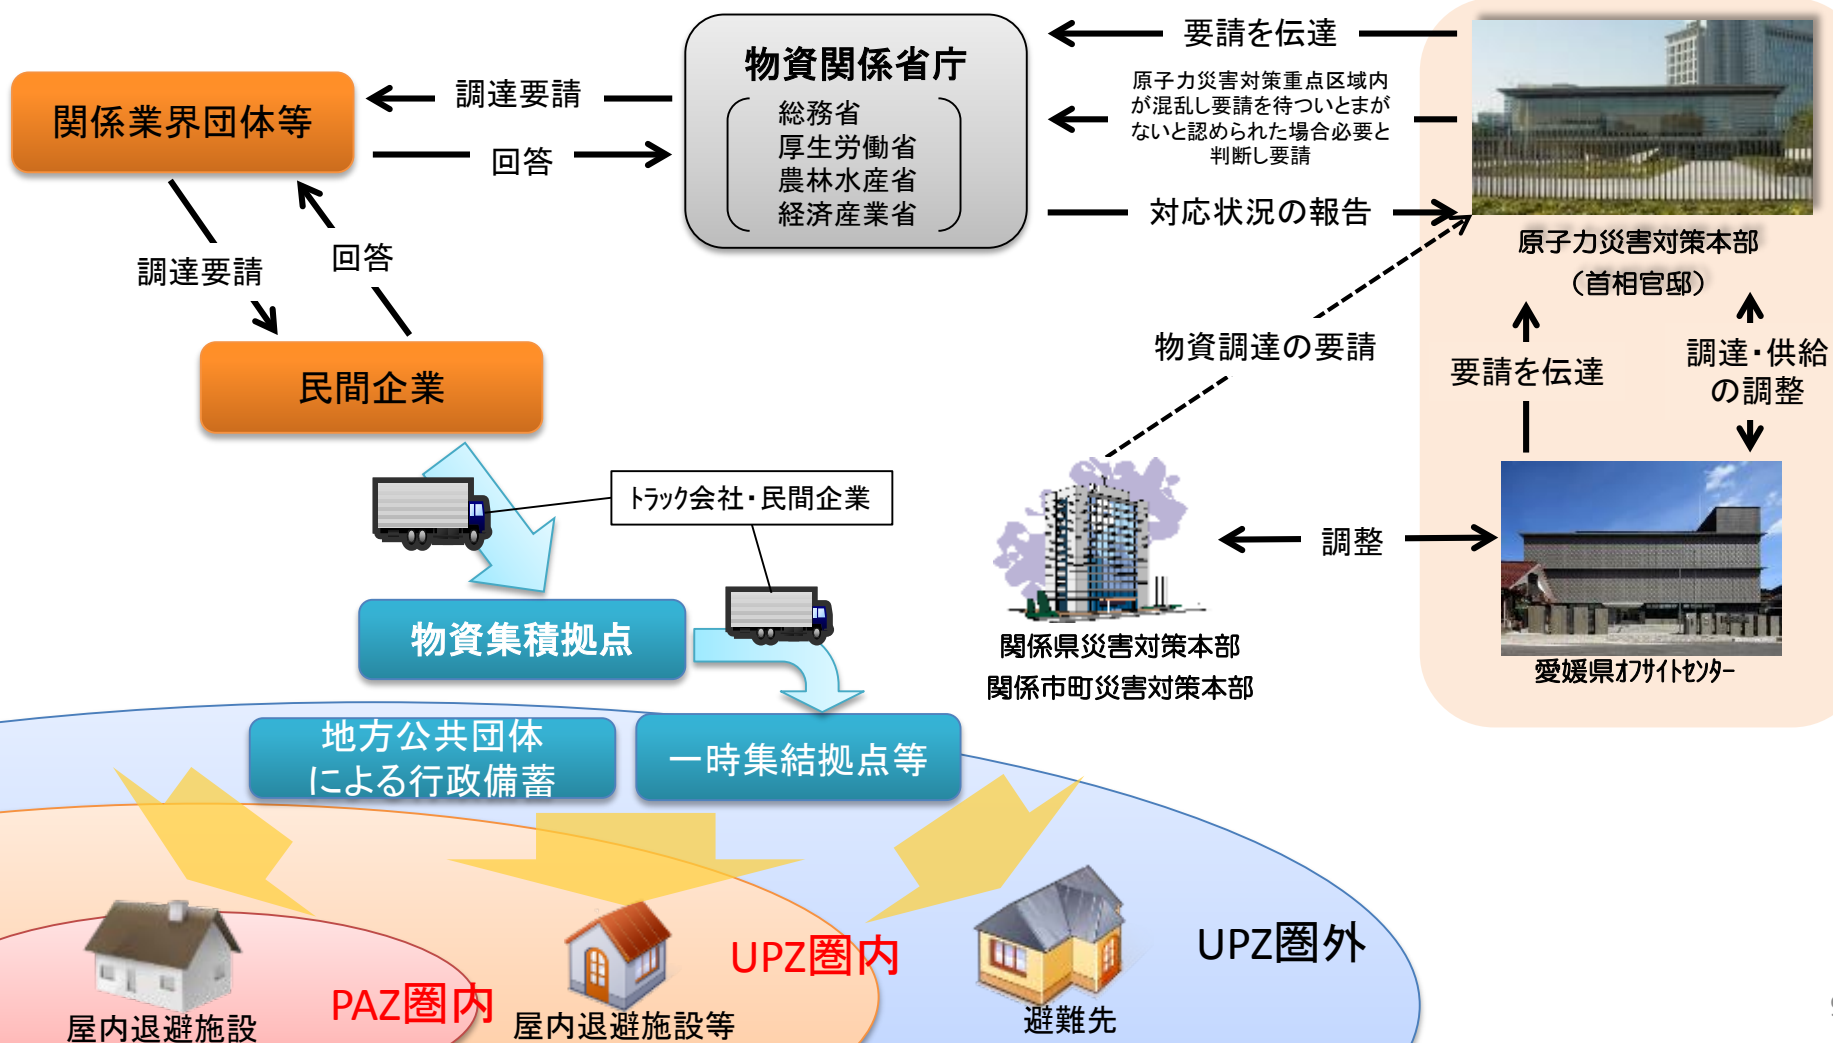 要請を伝達
物資関係省庁
総務省
厚生労働省
農林水産省
経済産業省
調達要請
関係業界団体等
回答
原子力災害対策重点区域内
が混乱し要請を待ついとまが
ないと認められた場合必要と
判断し要請
対応状況の報告
原子力災害対策本部
（首相官邸）
調達要請
回答
物資調達の要請
要請を伝達
調達・供給
の調整
民間企業
トラック会社・民間企業
調整
物資集積拠点
関係県災害対策本部
関係市町災害対策本部
愛媛県オフサイトセンター
地方公共団体
による行政備蓄
一時集結拠点等
UPZ圏外
UPZ圏内
PAZ圏内
屋内退避施設
屋内退避施設等
避難先